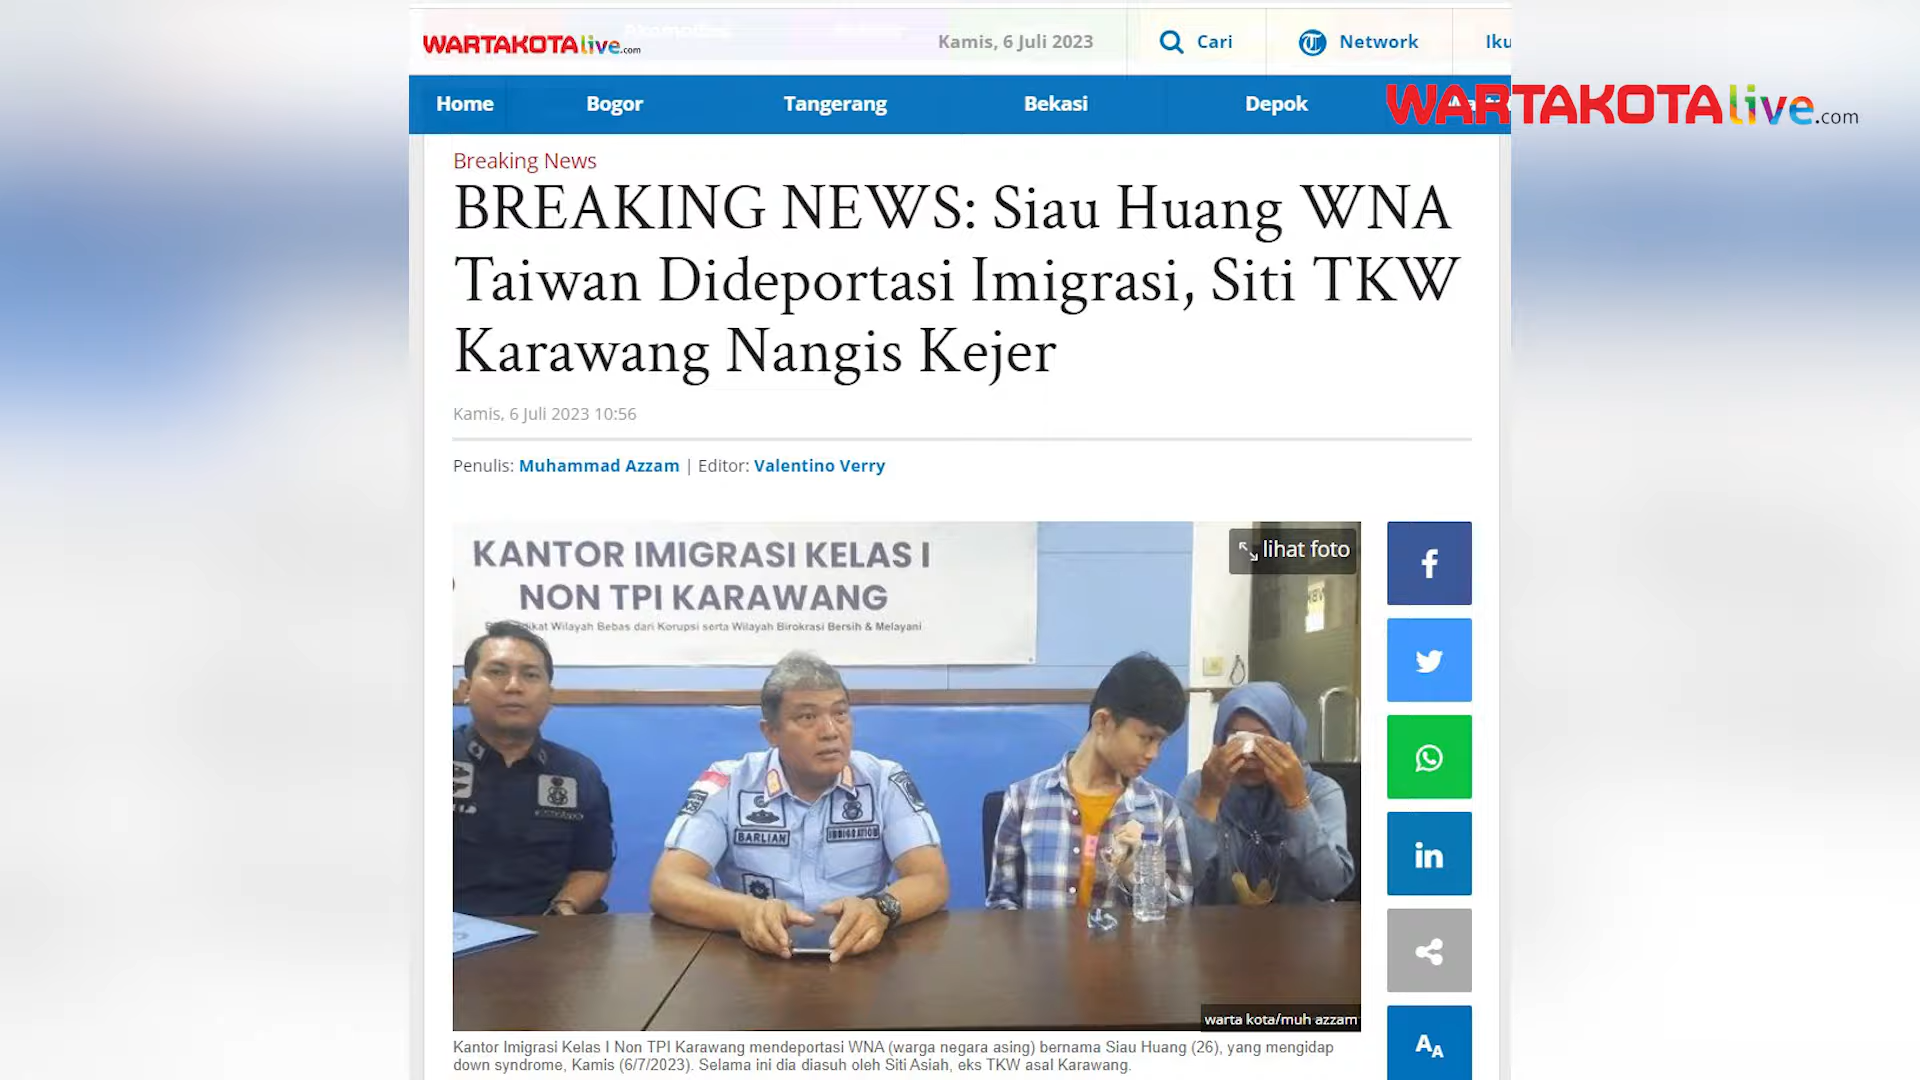 WARTAKOTAlive.com
Kamis, 6 Juli 2023
Cari
Network
Iku
Home
Bogor
Tangerang
Bekasi
Depok
WARTAKOTAlive.com
Breaking News
BREAKING NEWS: Siau Huang WNA
Taiwan Dideportasi Imigrasi, Siti TKW
Karawang Nangis Kejer
Kamis, 6 Juli 2023 10:56
Penulis: Muhammad Azzam | Editor: Valentino Verry
KANTOR IMIGRASI KELAS I
NON TPI KARAWANG
Wilayah Bebas dari Korupsi serta Wilayah Birokrasi Bersih & Melayani
lihat foto
BARLIAN
IMMIGRATION
warta kota/muh azzam
Kantor Imigrasi Kelas I Non TPI Karawang mendeportasi WNA (warga negara asing) bernama Siau Huang (26), yang mengidap
down syndrome, Kamis (6/7/2023). Selama ini dia diasuh oleh Siti Asiah, eks TKW asal Karawang.